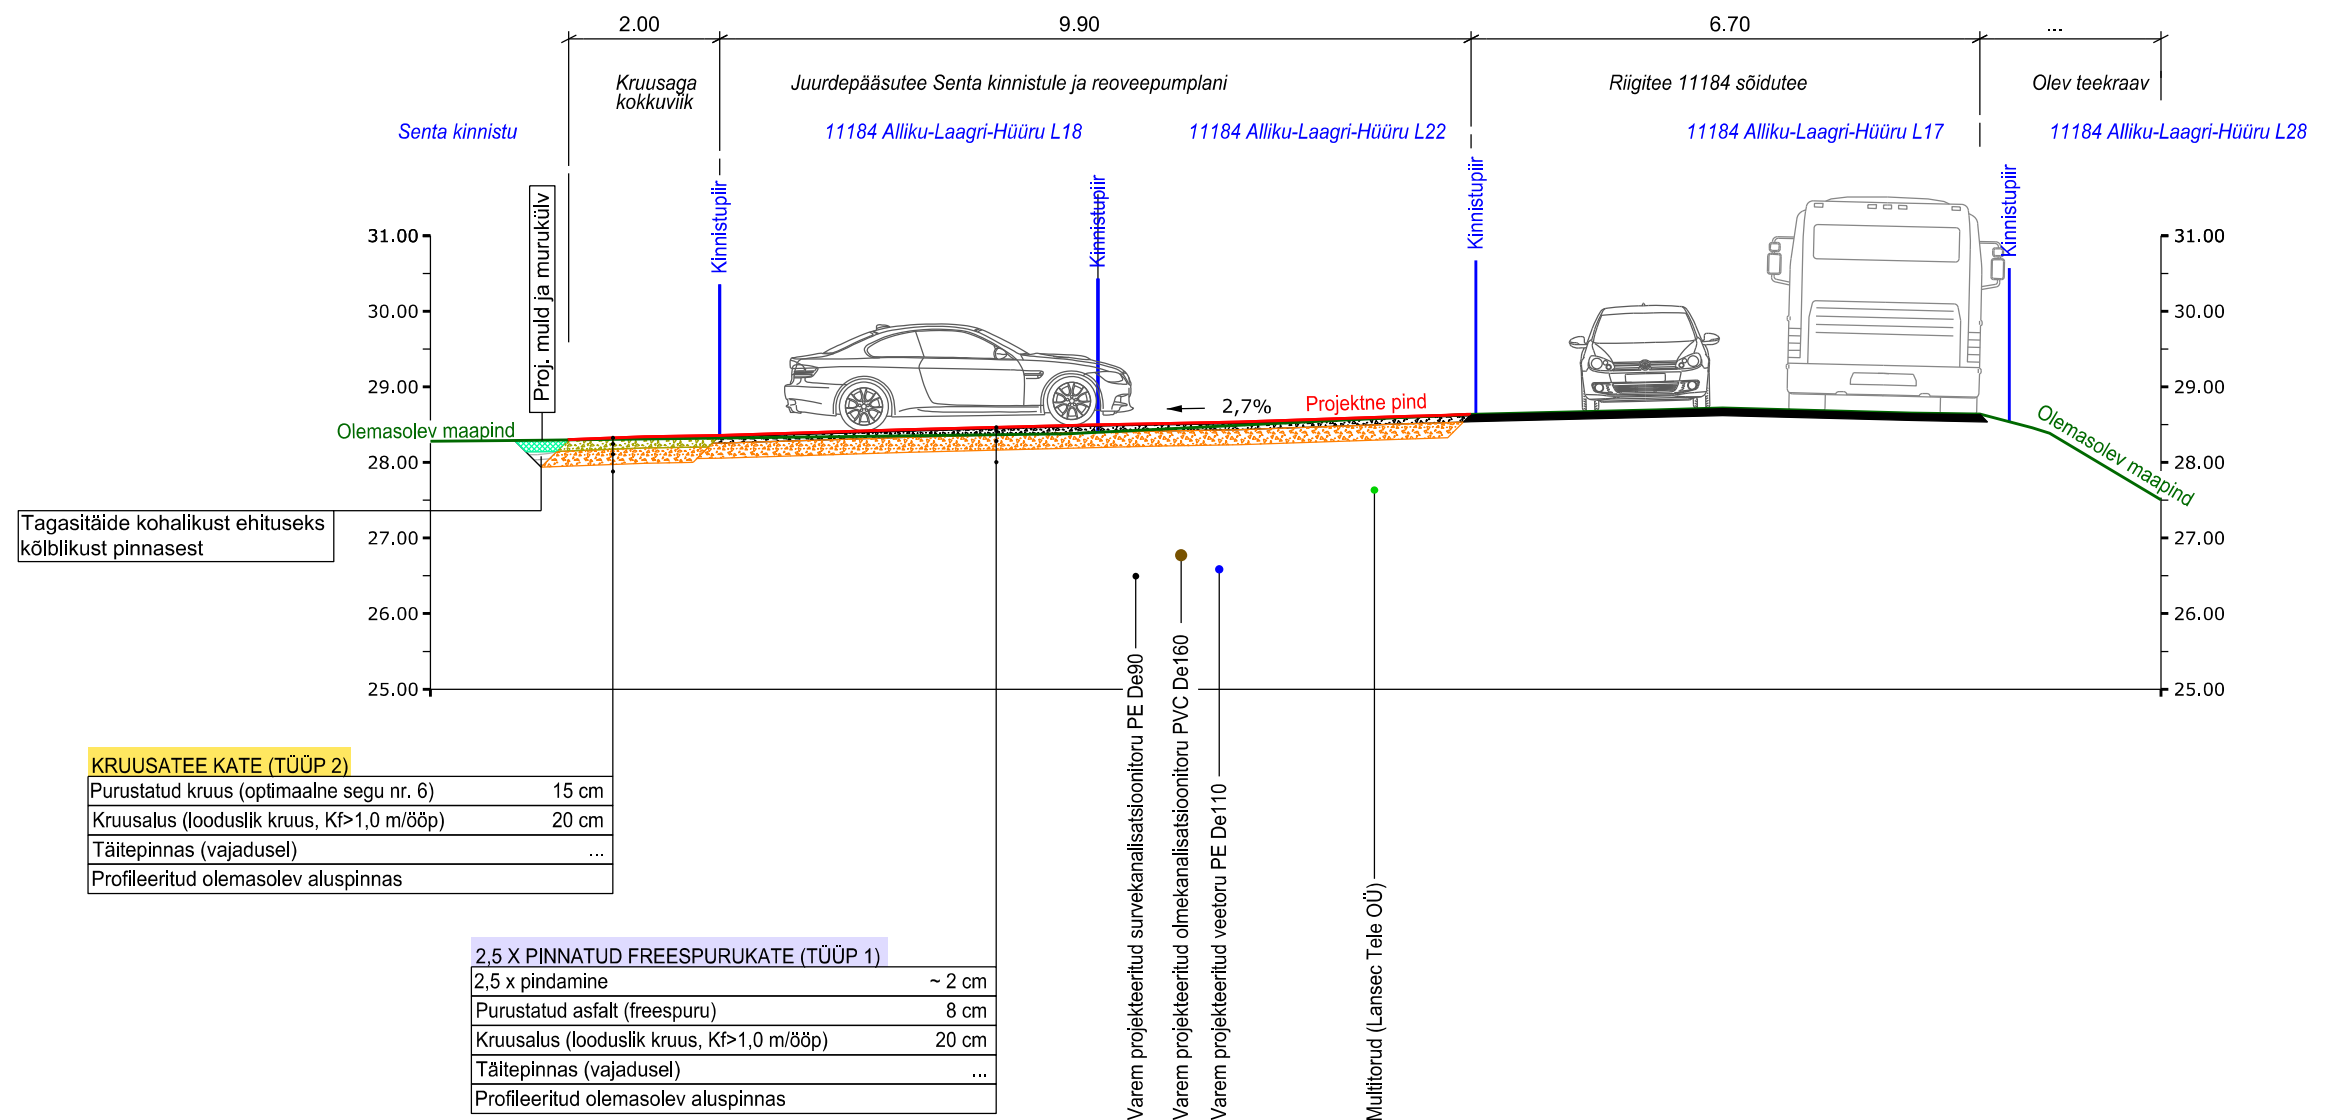 2.00
9.90
6.70
...
Kruusaga
kokkuviik
Juurdepääsutee Senta kinnistule ja reoveepumplani
Riigitee 11184 sõidutee
Olev teekraav
Senta kinnistu
11184 Alliku-Laagri-Hüüru L18
11184 Alliku-Laagri-Hüüru L22
11184 Alliku-Laagri-Hüüru L17
11184 Alliku-Laagri-Hüüru L28
Proj. muld ja murukülv
Kinnistupiir
Kinnistupiir
Kinnistupiir
Kinnistupiir
31.00
30.00
29.00
28.00
27.00
26.00
25.00
31.00
30.00
29.00
28.00
27.00
26.00
25.00
Olemasolev maapind
2,7%
Projektne pind
Olemasolev maapind
Tagasitäide kohalikust ehituseks
kõlblikust pinnasest
Varem projekteeritud survekanalisatsioonitoru PE De90
Varem projekteeritud olmekanalisatsioonitoru PVC De160
Varem projekteeritud veetoru PE De110
Multitorud (Lansec Tele OÜ)
KRUUSATEE KATE (TÜÜP 2)
Purustatud kruus (optimaalne segu nr. 6) 15 cm
Kruusalus (looduslik kruus, Kf>1,0 m/ööp) 20 cm
Täitepinnas (vajadusel) ...
Profileeritud olemasolev aluspinnas
2,5 X PINNATUD FREESPURUKATE (TÜÜP 1)
2,5 x pindamine ~ 2 cm
Purustatud asfalt (freespuru) 8 cm
Kruusalus (looduslik kruus, Kf>1,0 m/ööp) 20 cm
Täitepinnas (vajadusel) ...
Profileeritud olemasolev aluspinnas